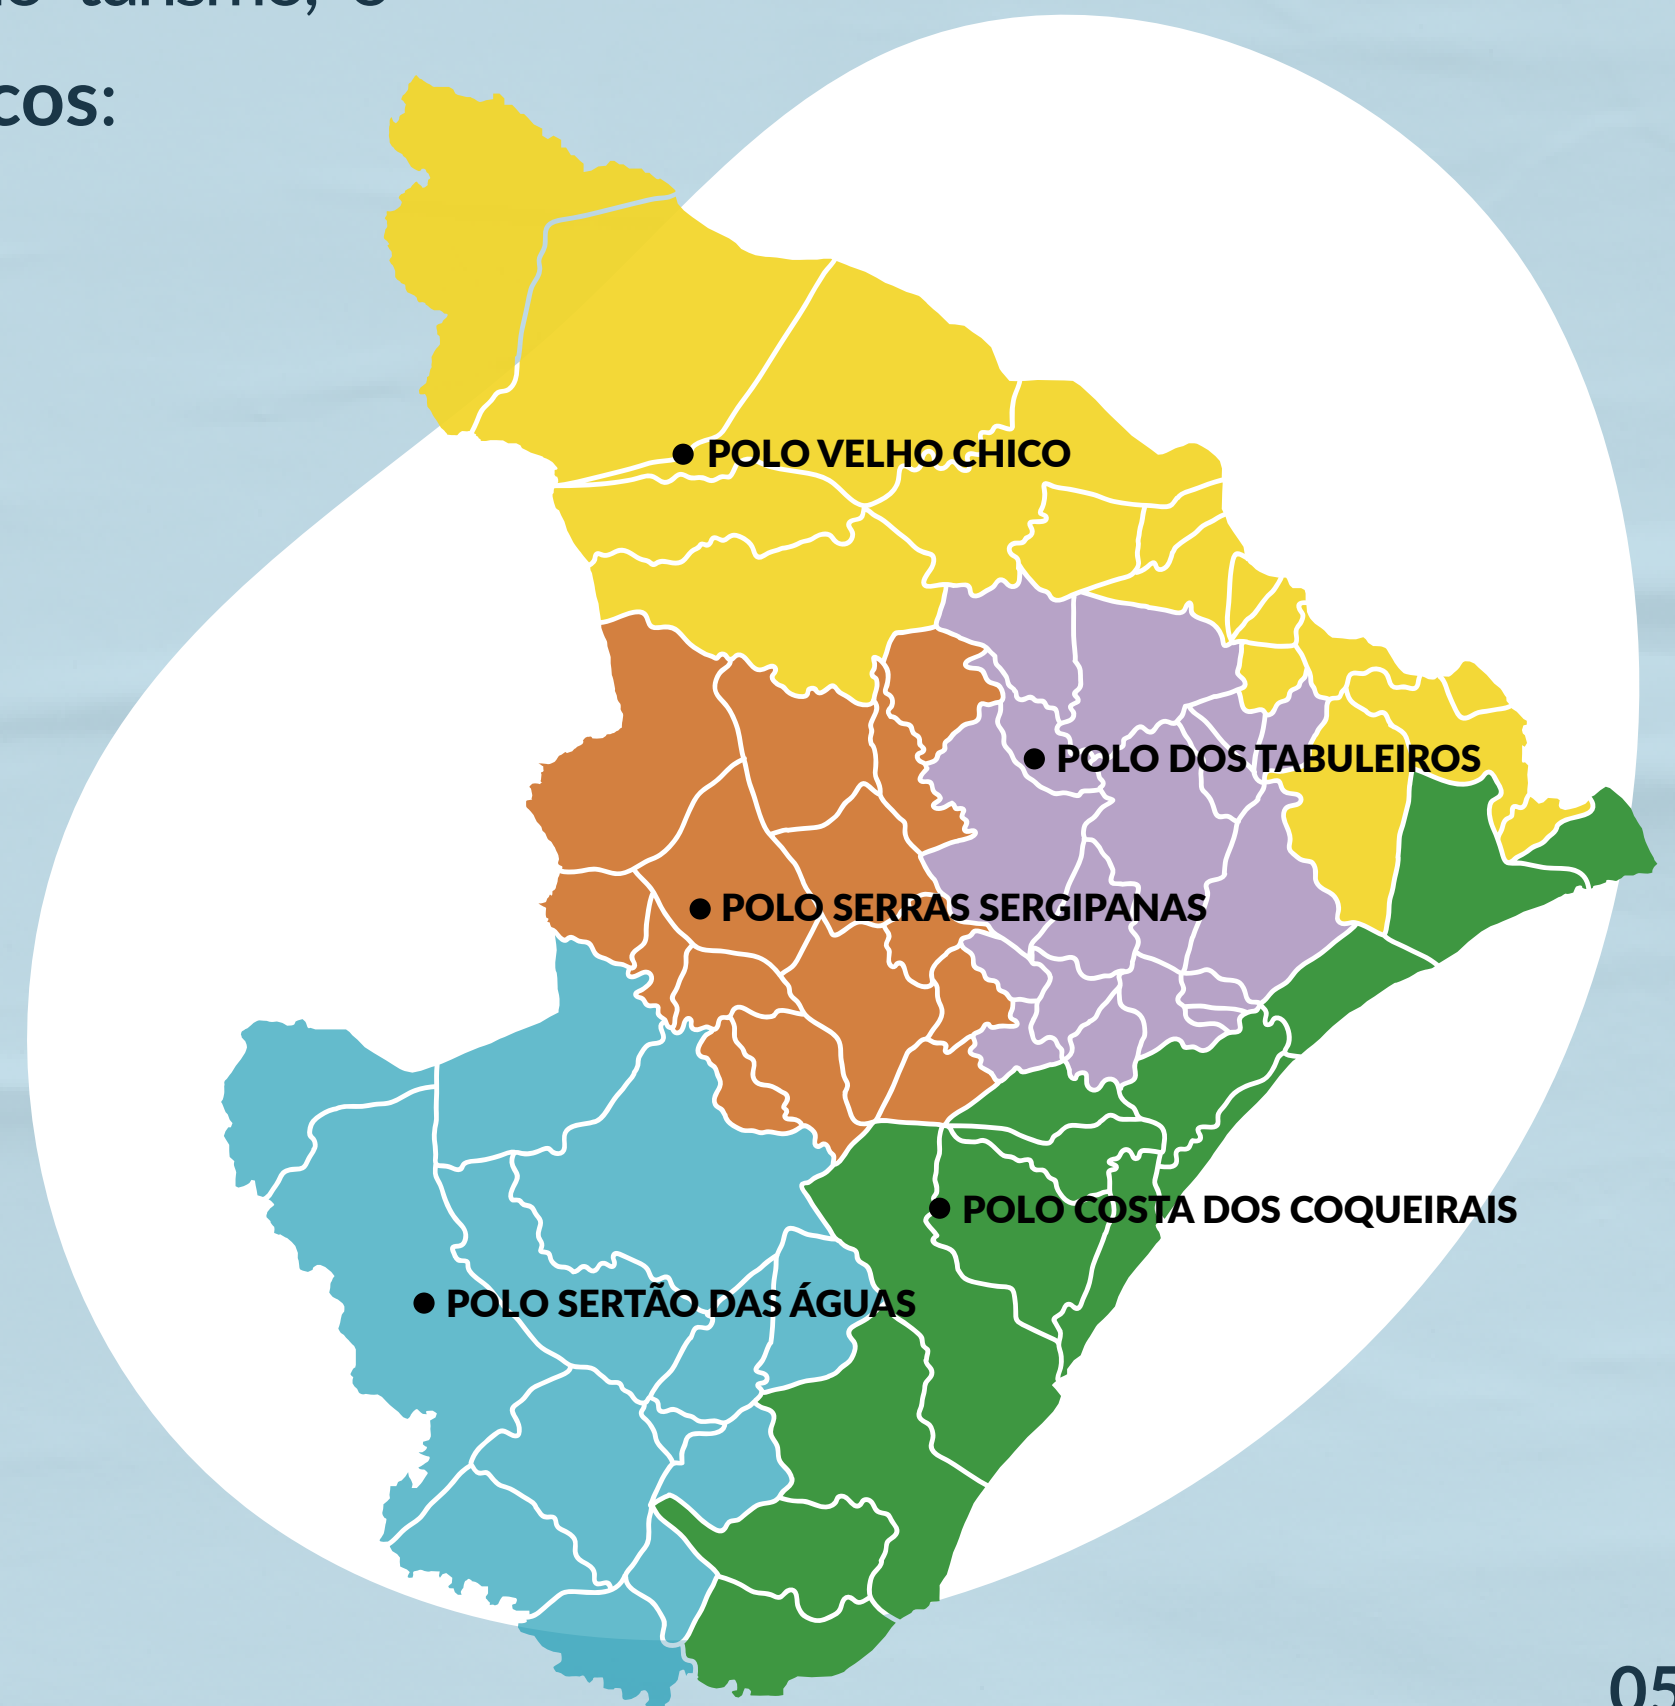 turismo, e
cos:
POLO VELHO CHICO
POLO DOS TABULEIROS
POLO SERRAS SERGIPANAS
POLO COSTA DOS COQUEIRAIS
POLO SERTÃO DAS ÁGUAS
05